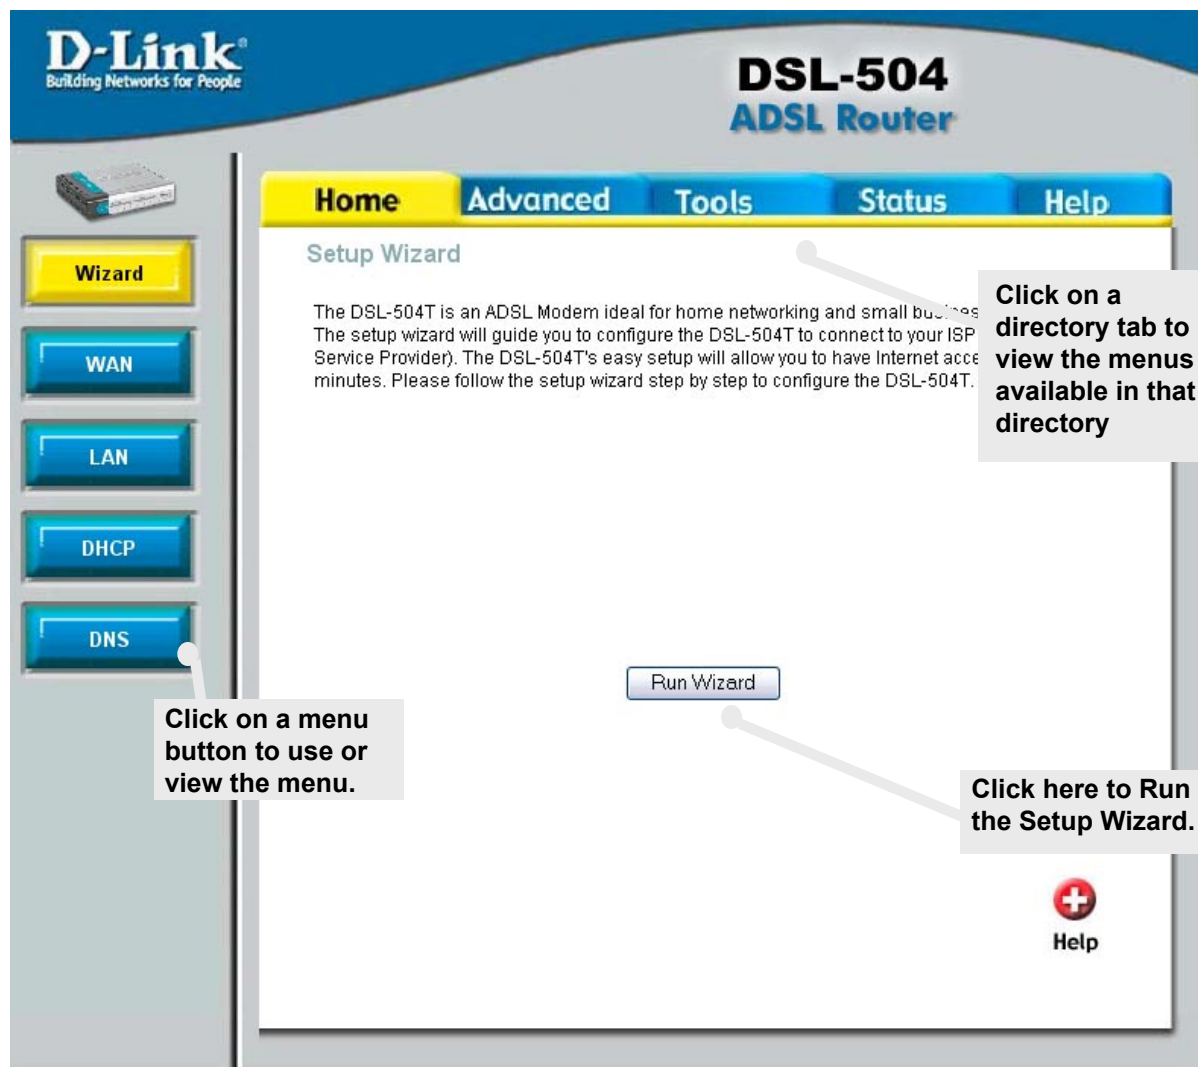 D-Link®
Building Networks for People
DSL-504
ADSL Router
Home
Advanced
Tools
Status
Help
Wizard
WAN
LAN
DHCP
DNS
Setup Wizard
The DSL-504T is an ADSL Modem ideal for home networking and small
The setup wizard will guide you to configure the DSL-504T to connect to your ISP
Service Provider). The DSL-504T's easy setup will allow you to have Internet
minutes. Please follow the setup wizard step by step to configure the DSL-504T.
Click on a
directory tab to
view the menus
available in that
directory
Run Wizard
Click on a menu
button to use or
view the menu.
Click here to Run
the Setup Wizard.
Help